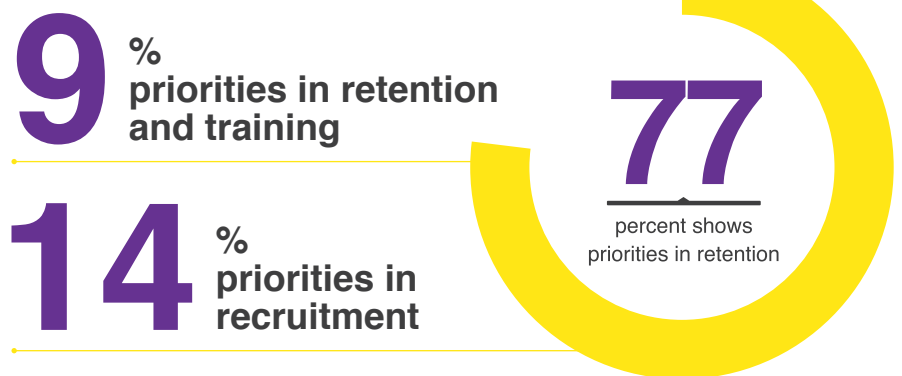 9
%
priorities in retention
and training
14
%
priorities in
recruitment
77
percent shows
priorities in retention